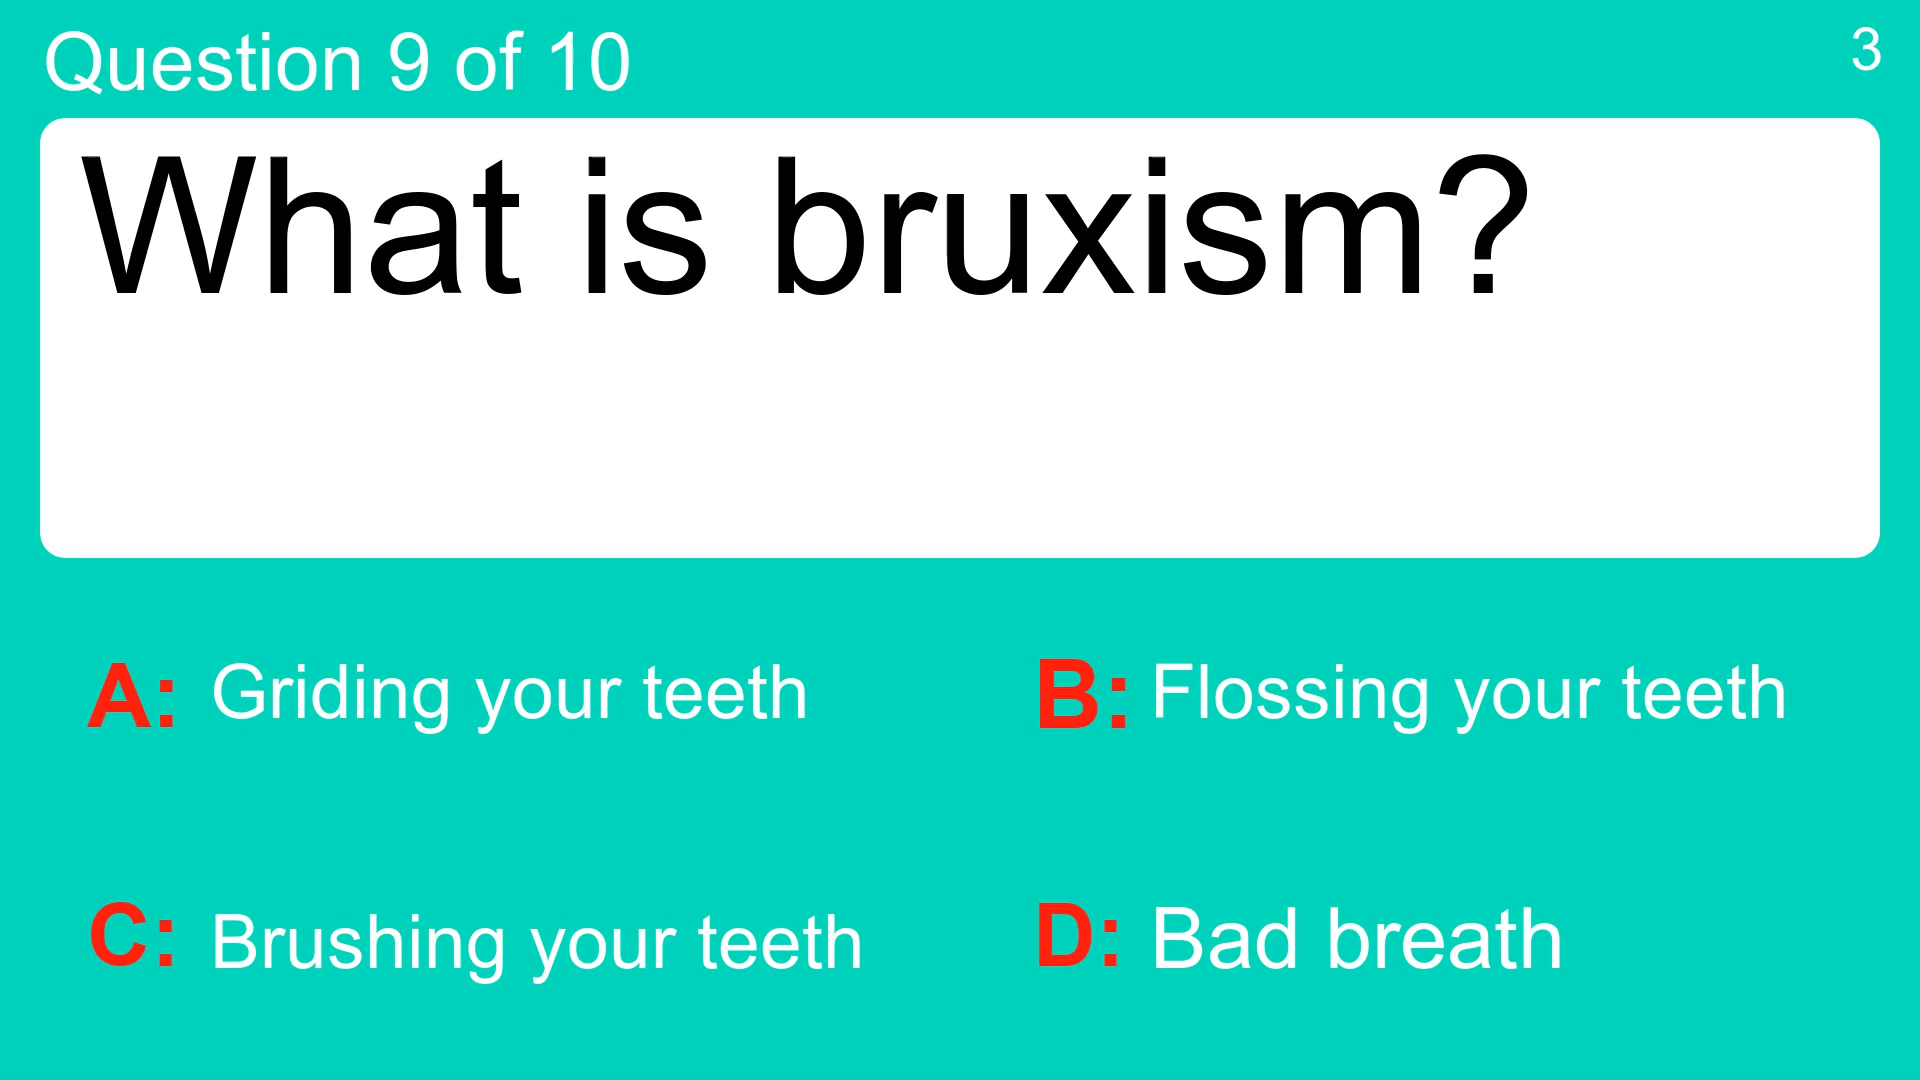 Question 9 of 10
3
What is bruxism?
A: Griding your teeth
B: Flossing your teeth
C: Brushing your teeth
D: Bad breath